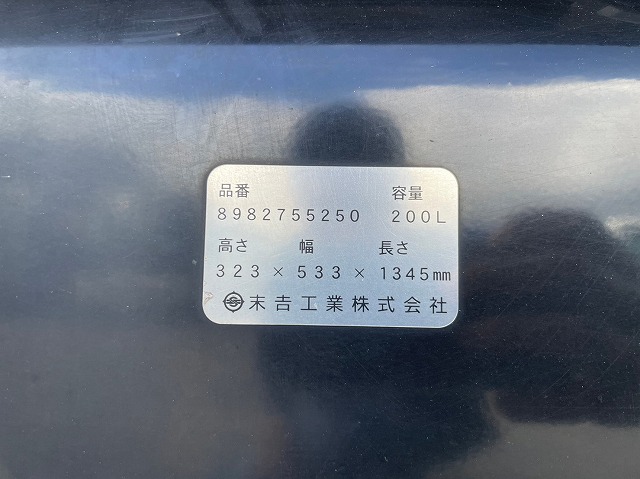 品番 容量
8982755250 200L
高さ 幅 長さ
323 × 533 × 1345mm
末吉工業株式会社